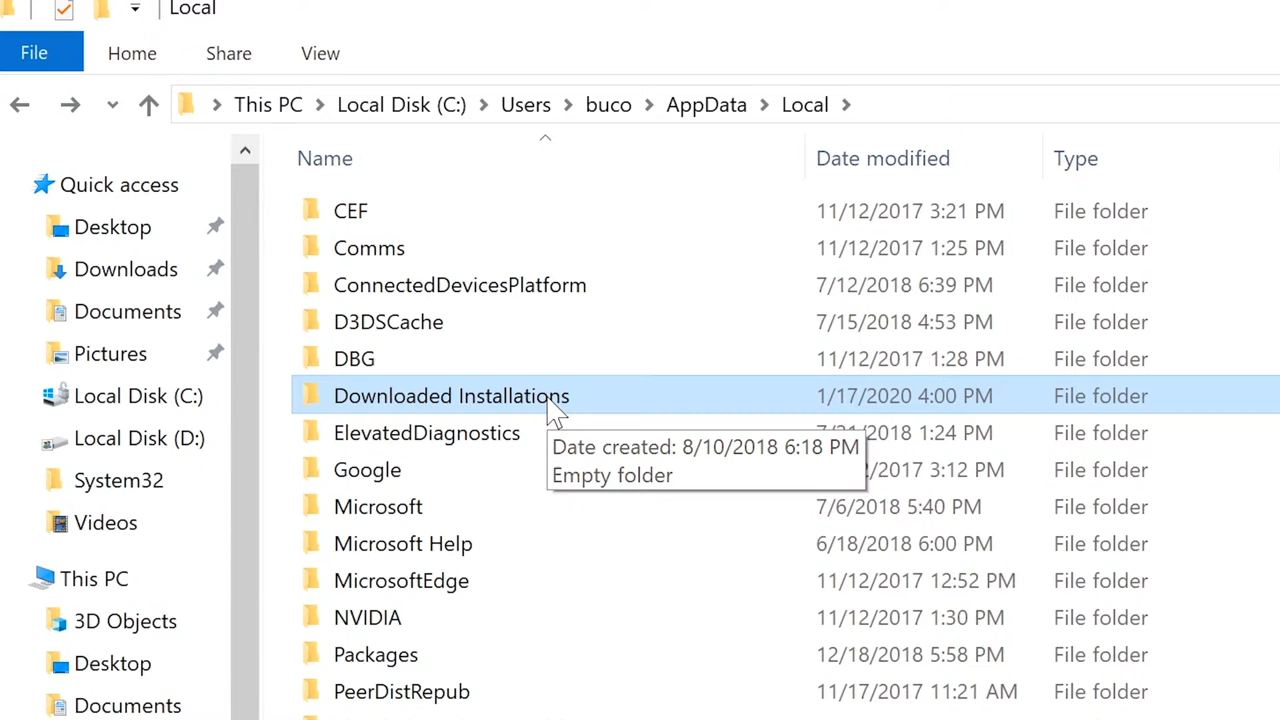 Local
File Home Share View
This PC Local Disk (C:) Users buco AppData Local
Name Date modified Type
Quick access
Desktop
Downloads
Documents
Pictures
Local Disk (C:)
Local Disk (D:)
System32
Videos
This PC
3D Objects
Desktop
Documents
CEF 11/12/2017 3:21 PM File folder
Comms 11/12/2017 1:25 PM File folder
ConnectedDevicesPlatform 7/12/2018 6:39 PM File folder
D3DSCache 7/15/2018 4:53 PM File folder
DBG 11/12/2017 1:28 PM File folder
Downloaded Installations 1/17/2020 4:00 PM File folder
ElevatedDiagnostics 1:24 PM File folder
Google 3:12 PM File folder
Microsoft 7/6/2018 5:40 PM File folder
Microsoft Help 6/18/2018 6:00 PM File folder
MicrosoftEdge 11/12/2017 12:52 PM File folder
NVIDIA 11/12/2017 1:30 PM File folder
Packages 12/18/2018 5:58 PM File folder
PeerDistRepub 11/17/2017 11:21 AM File folder
Date created: 8/10/2018 6:18 PM
Empty folder